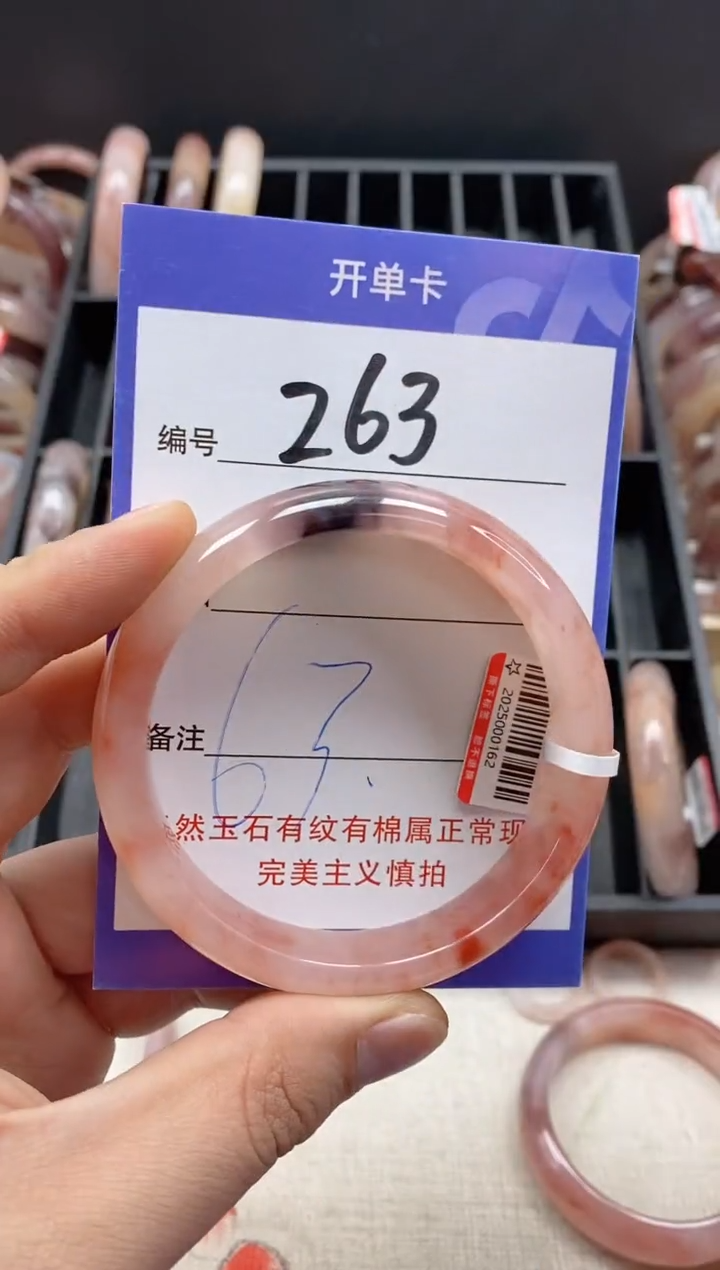 开单卡
编号 263
63.
备注
然玉石有纹有棉属正常现
完美主义慎拍
2025000162